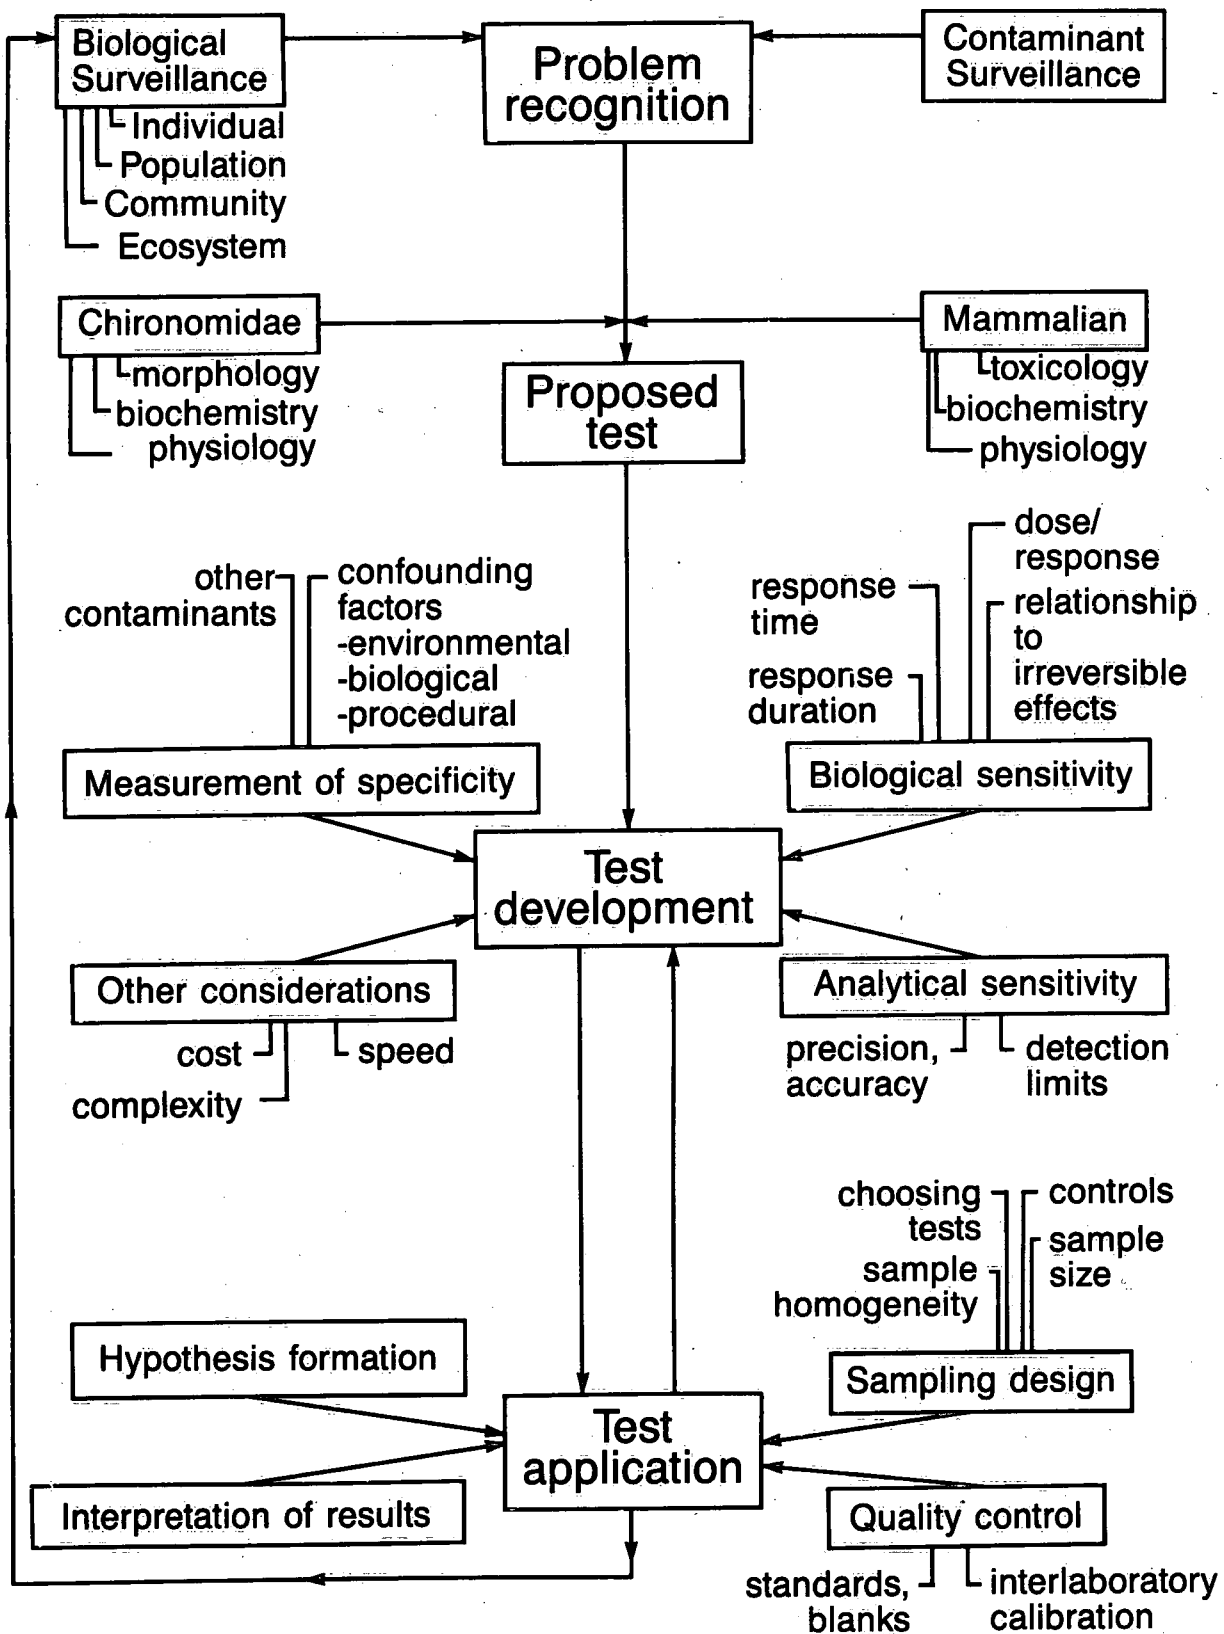 Biological
Surveillance
Individual
Population
Community
Ecosystem
Problem
recognition
Contaminant
Surveillance
Chironomidae
morphology
biochemistry
physiology
Proposed
test
Mammalian
toxicology
biochemistry
physiology
other
contaminants
confounding
factors
-environmental
-biological
-procedural
response
time
response
duration
dose/
response
relationship
to
irreversible
effects
Measurement of specificity
Biological sensitivity
Test
development
Other considerations
cost
speed
complexity
Analytical sensitivity
precision,
accuracy
detection
limits
choosing
tests
sample
homogeneity
controls
sample
size
Hypothesis formation
Sampling design
Test
application
Interpretation of results
Quality control
standards,
blanks
interlaboratory
calibration